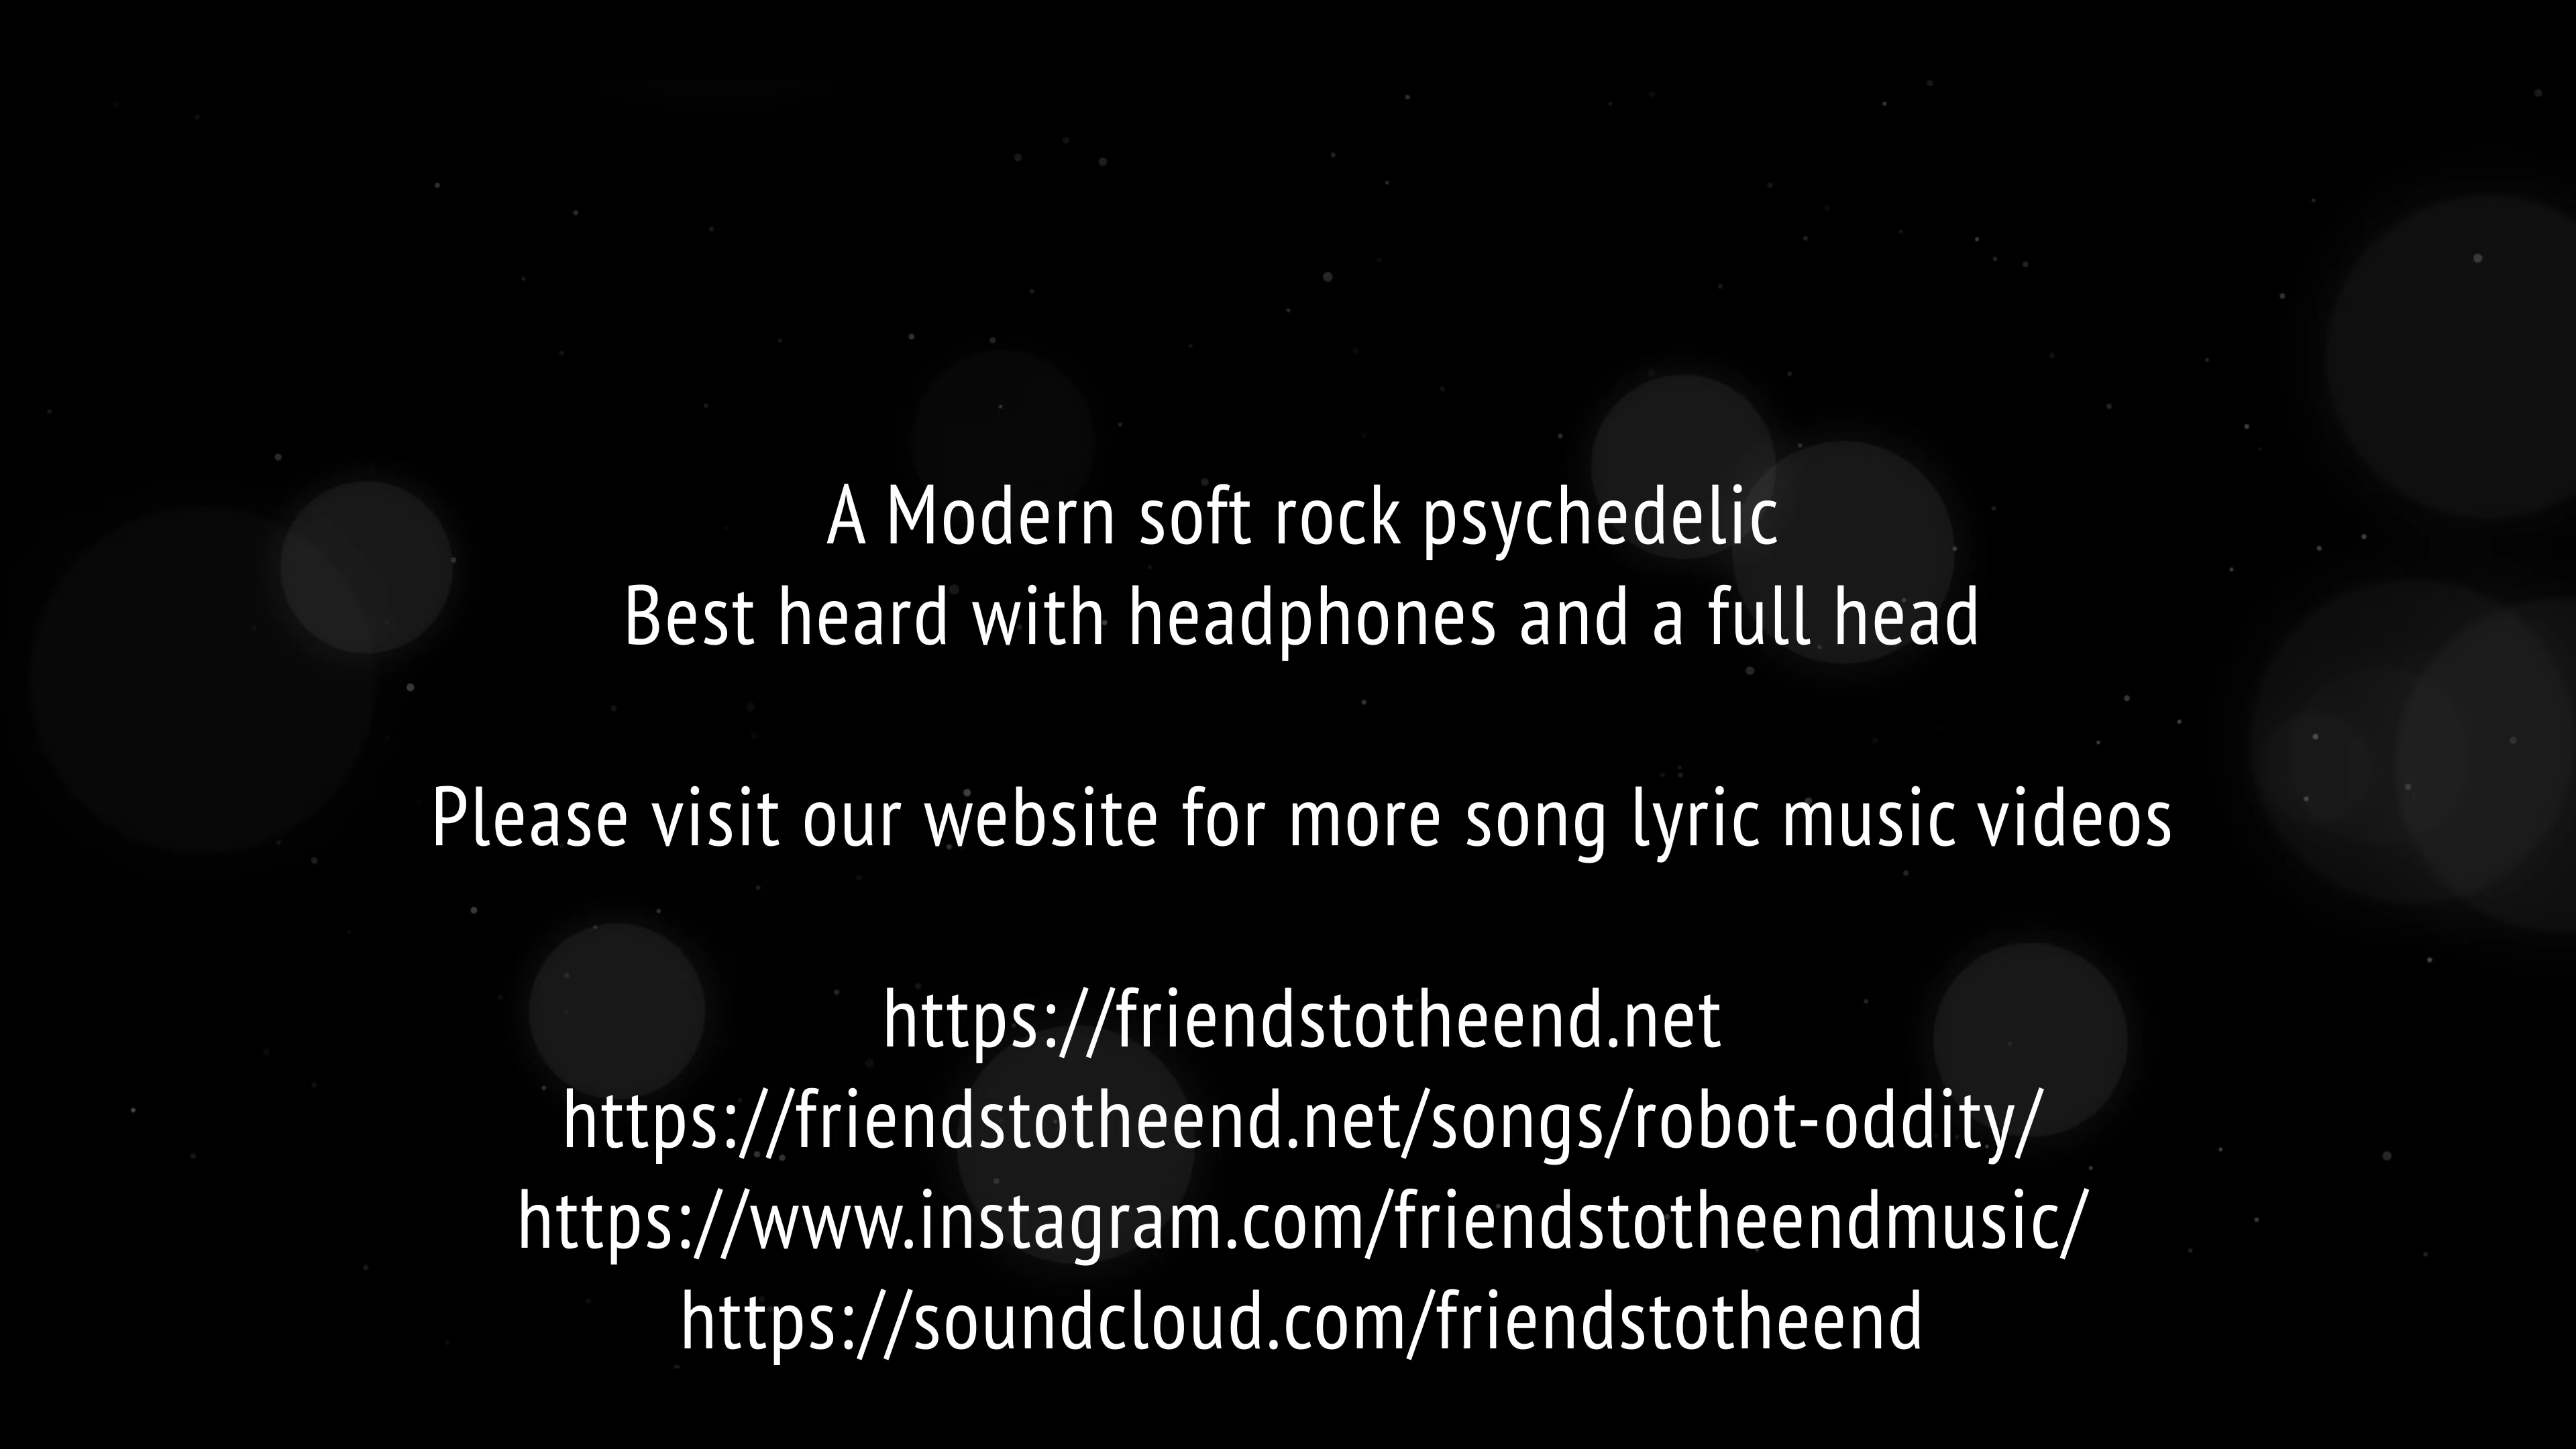 A Modern soft rock psychedelic
Best heard with headphones and a full head
Please visit our website for more song lyric music videos
https://friendstotheend.net
https://friendstotheend.net/songs/robot-oddity/
https://www.instagram.com/friendstotheendmusic/
https://soundcloud.com/friendstotheend